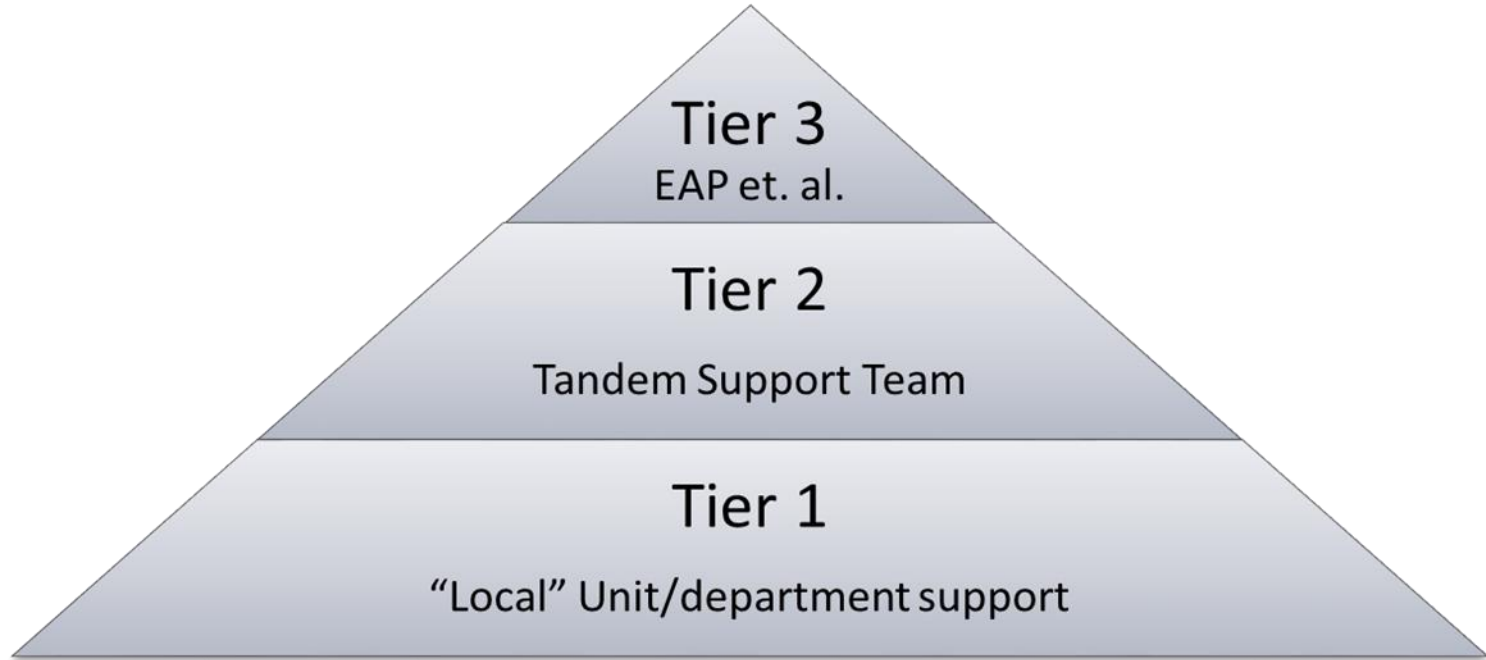 Tier 3
EAP et. al.
Tier 2
Tandem Support Team
Tier 1
“Local” Unit/department support